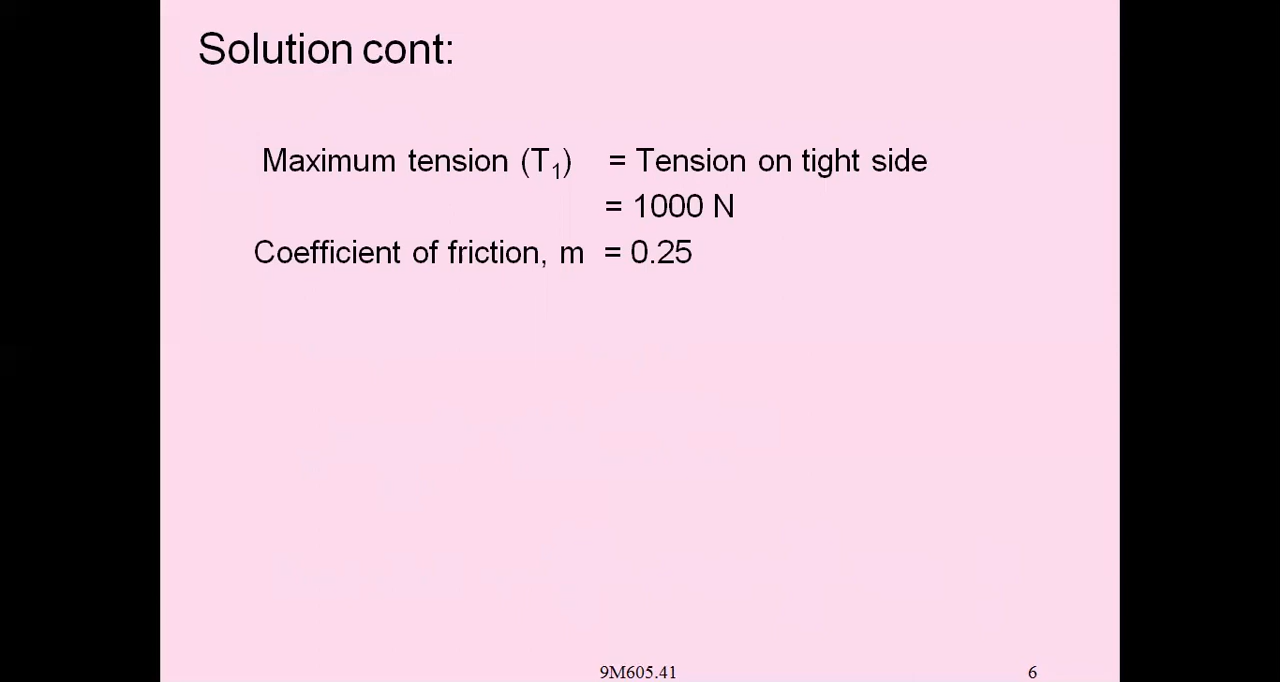 Solution cont:
Maximum tension (T₁) = Tension on tight side
= 1000 N
Coefficient of friction, m = 0.25
9M605.41 6